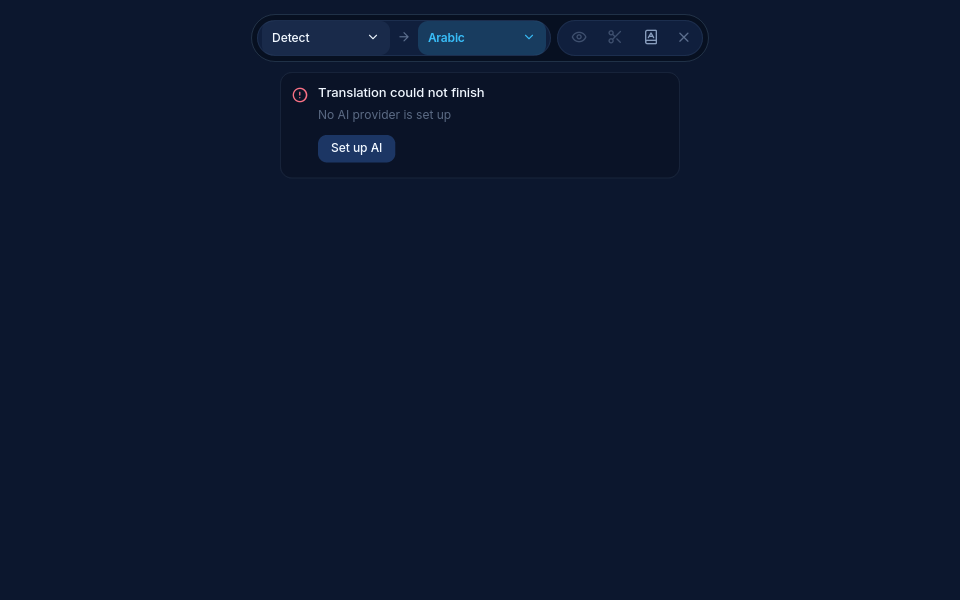 Detect
Arabic
Translation could not finish
No AI provider is set up
Set up AI